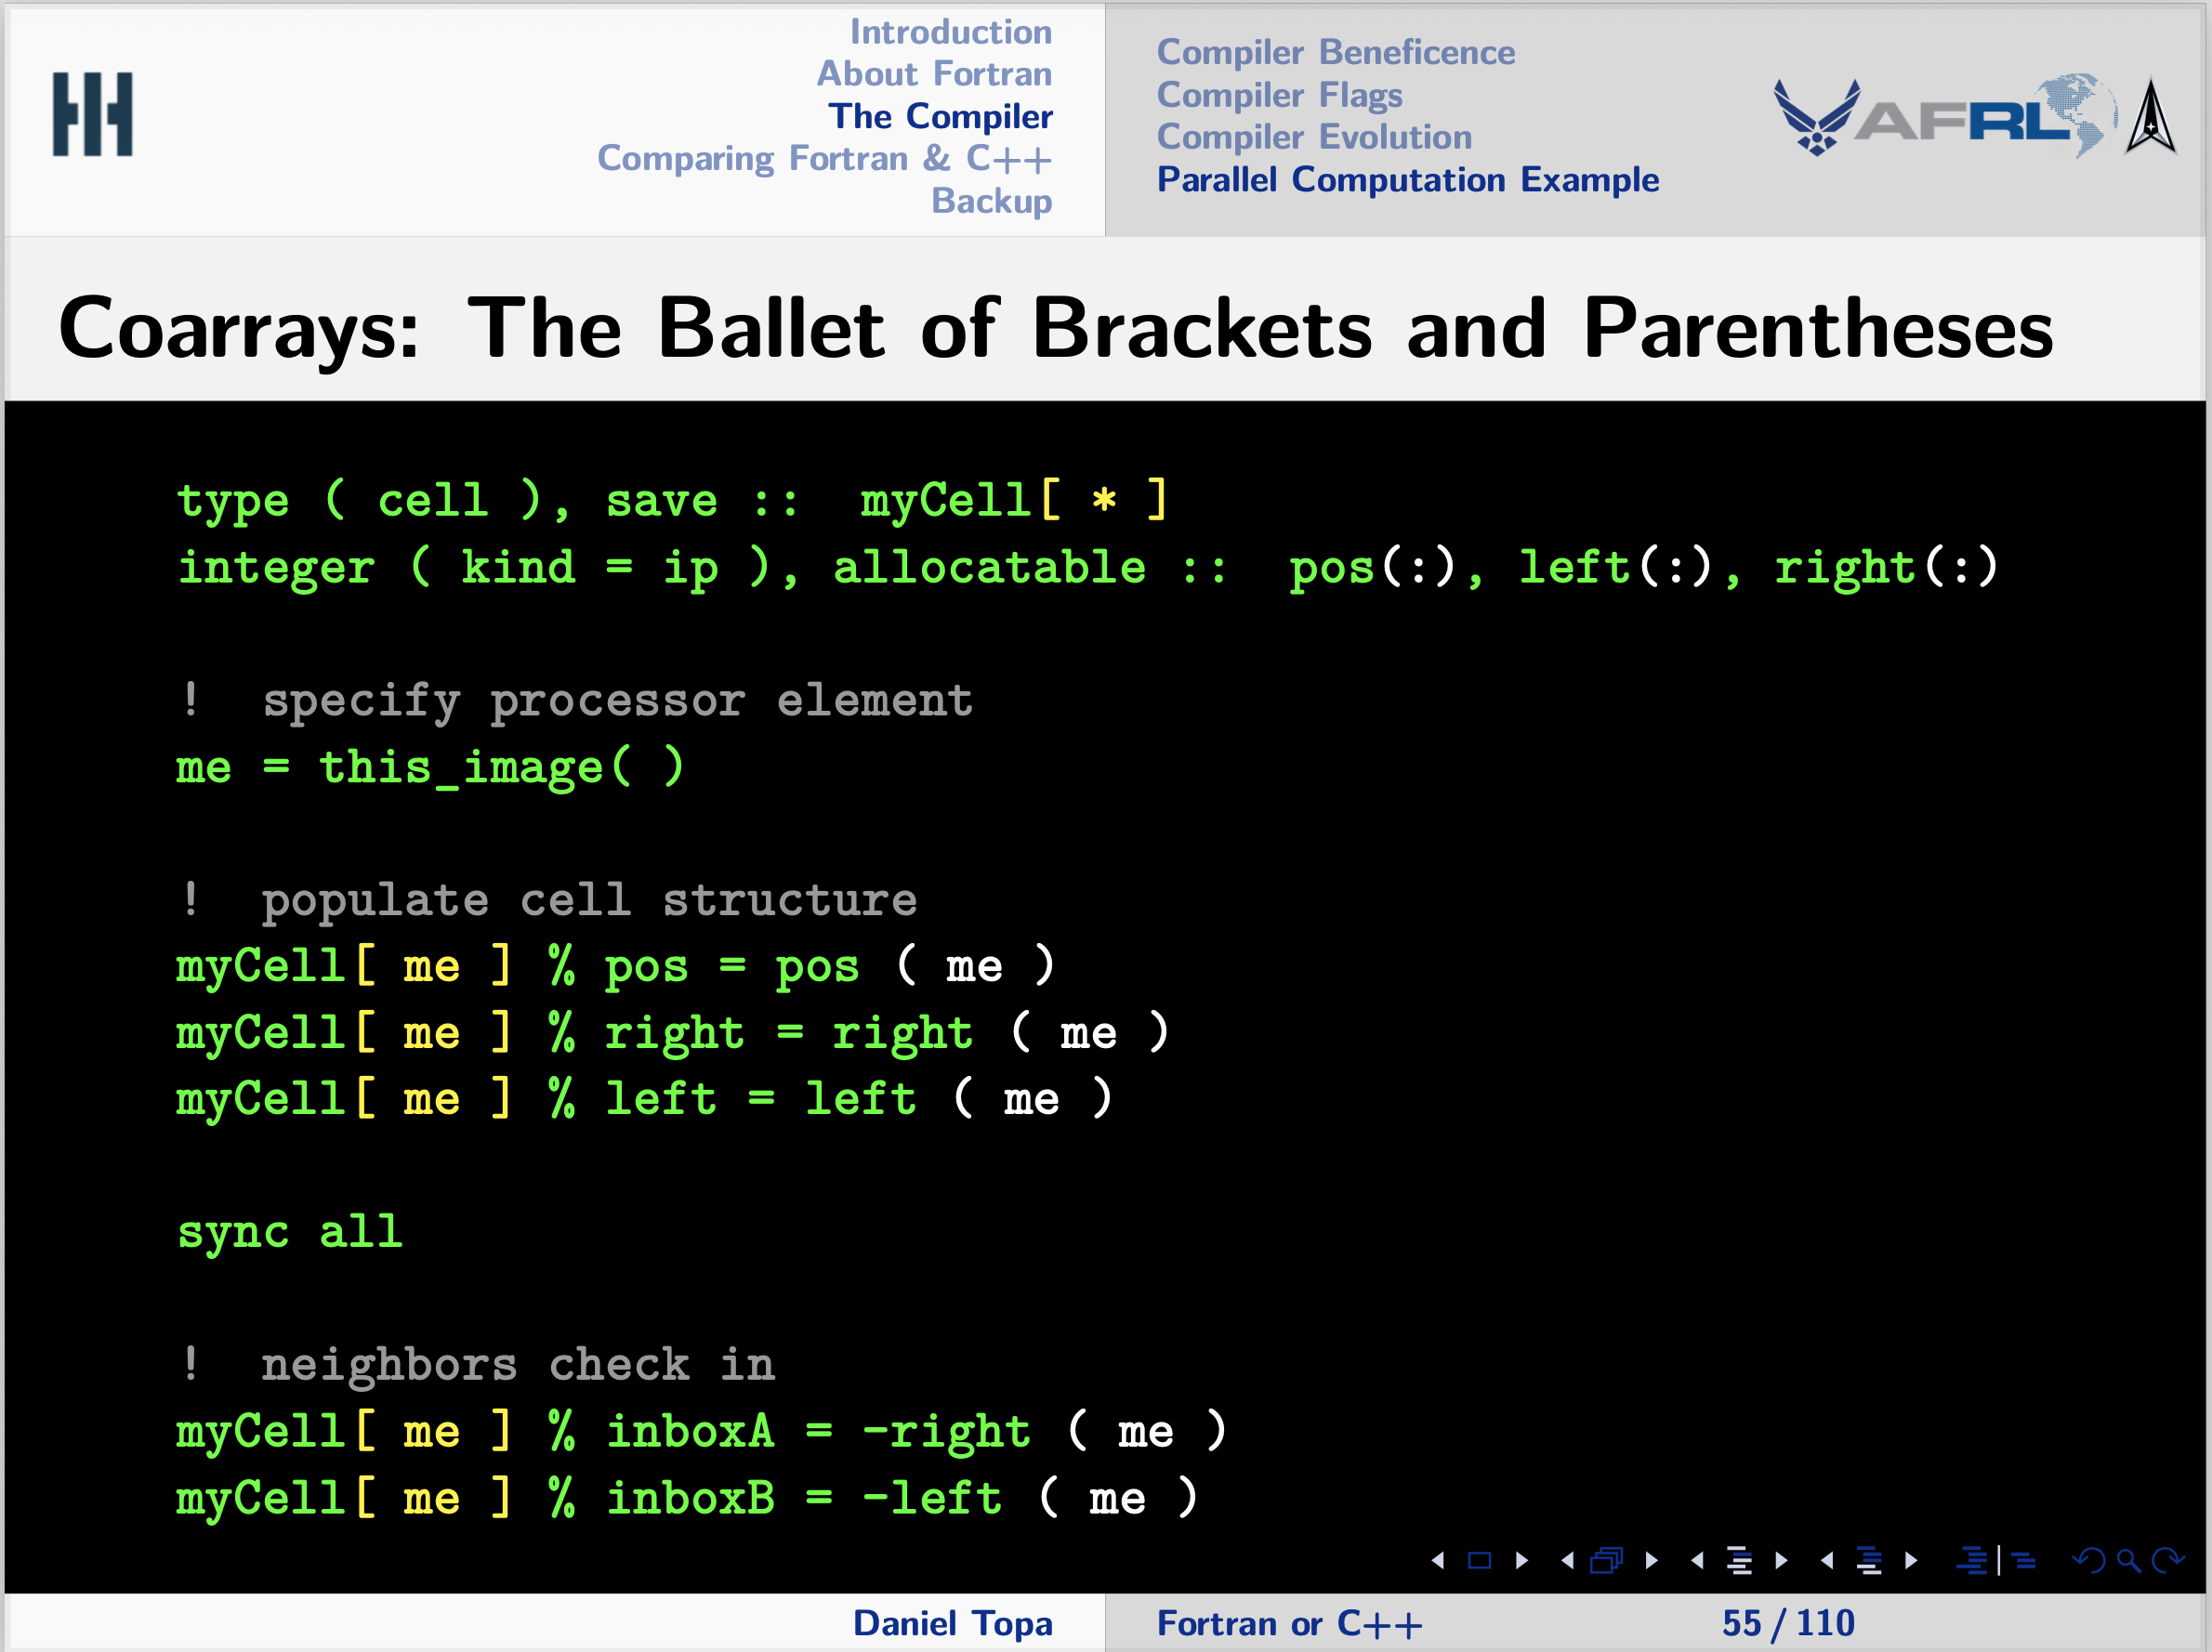 Introduction
About Fortran
The Compiler
Comparing Fortran & C++
Backup
Compiler Beneficence
Compiler Flags
Compiler Evolution
Parallel Computation Example
AFRL
Coarrays: The Ballet of Brackets and Parentheses
type ( cell ), save ::  myCell[ * ]
integer ( kind = ip ), allocatable ::  pos(:), left(:), right(:)
!  specify processor element
me = this_image( )
!  populate cell structure
myCell[ me ] % pos = pos ( me )
myCell[ me ] % right = right ( me )
myCell[ me ] % left = left ( me )
sync all
!  neighbors check in
myCell[ me ] % inboxA = -right ( me )
myCell[ me ] % inboxB = -left ( me )
Daniel Topa
Fortran or C++
55 / 110